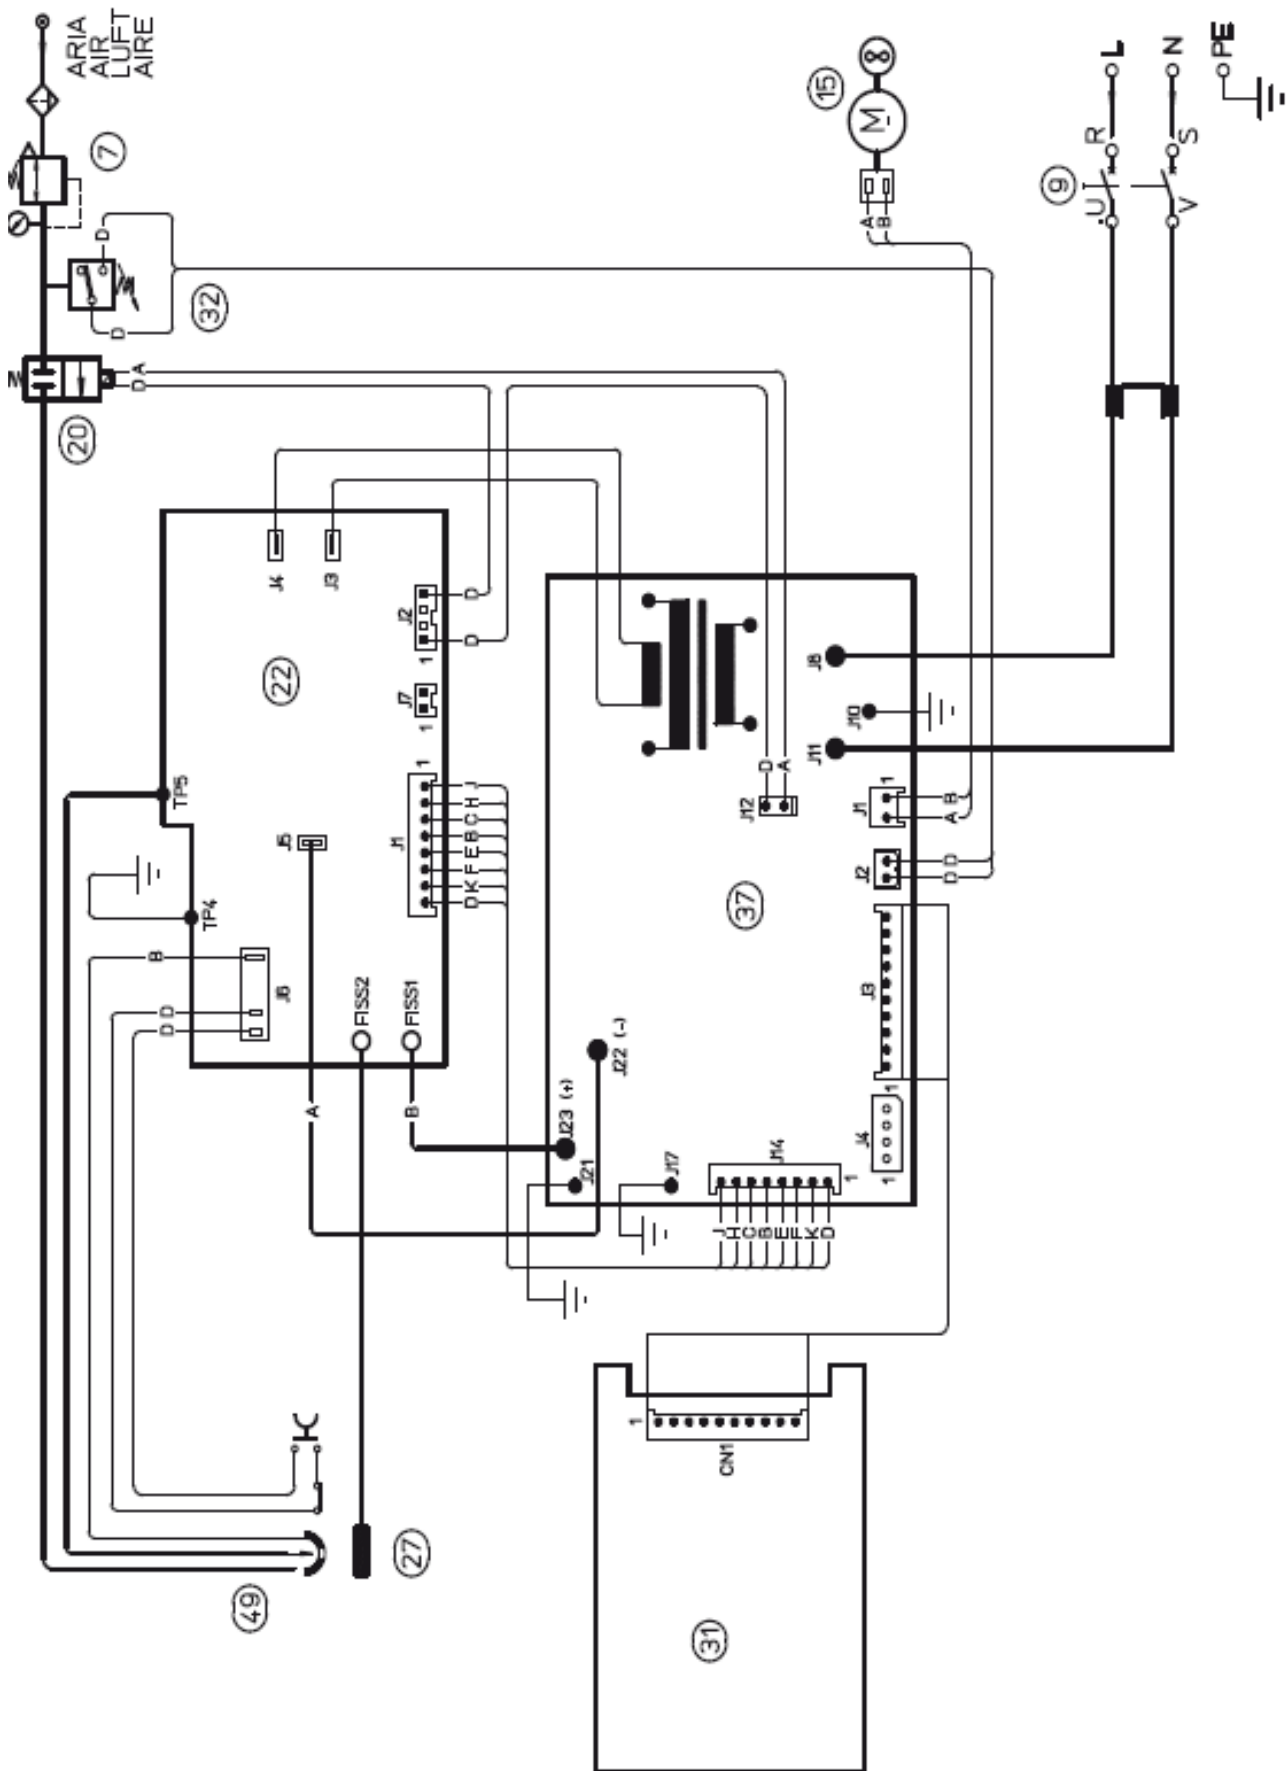 ARIA
AIR
LUFT
AIRE
7
D
D
32
20
D A
15
M
8
A
B
9
U R
V S
L
N
PE
J4
J3
22
J2
1
D
D
J7
1
J1
1
J
H
C
B
E
F
K
D
TP5
TP4
J5
J6
B
D
D
FISS2
FISS1
A
B
J23 (+)
J22 (-)
J21
J17
J14
1
J
H
C
B
E
F
K
D
37
J12
D
A
J8
J10
J11
J1
1
B
A
J2
D
D
J3
1
J4
1
49
27
CN1
1
31